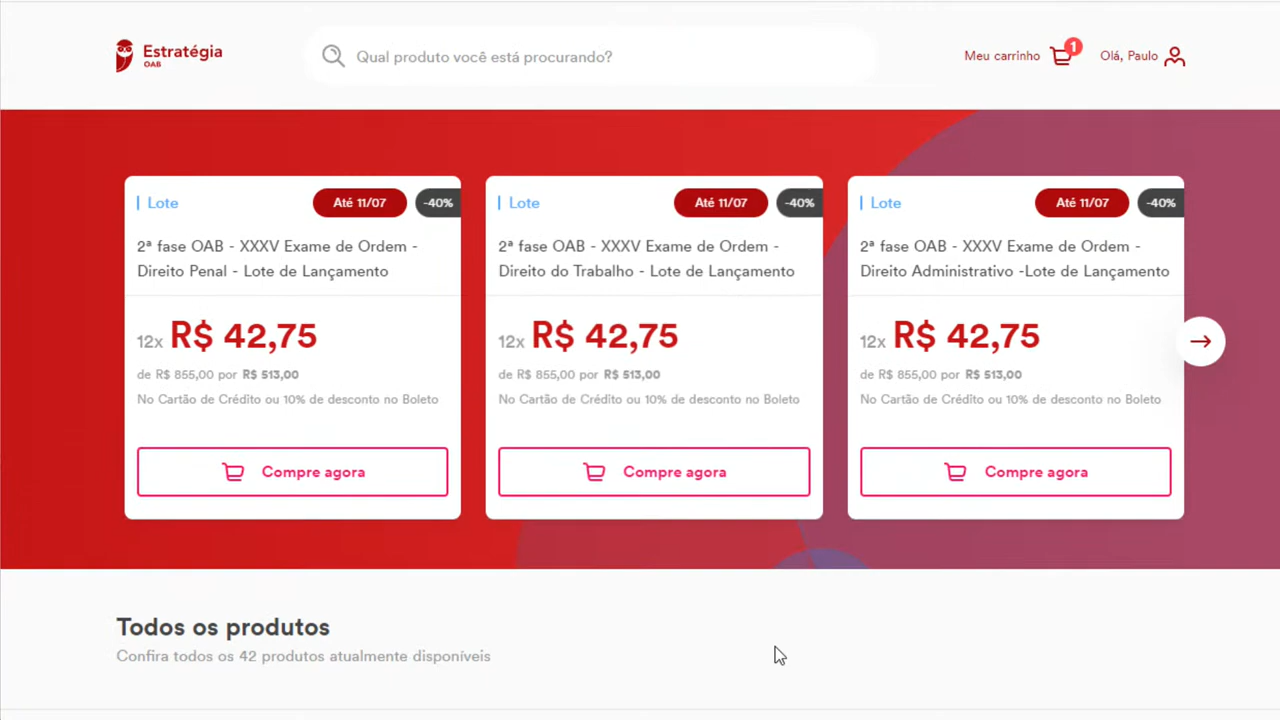 Estratégia
OAB
Qual produto você está procurando?
Meu carrinho
1
Olá, Paulo
Lote
Até 11/07
-40%
2ª fase OAB - XXXV Exame de Ordem -
Direito Penal - Lote de Lançamento
12x R$ 42,75
de R$ 855,00 por R$ 513,00
No Cartão de Crédito ou 10% de desconto no Boleto
Compre agora
Lote
Até 11/07
-40%
2ª fase OAB - XXXV Exame de Ordem -
Direito do Trabalho - Lote de Lançamento
12x R$ 42,75
de R$ 855,00 por R$ 513,00
No Cartão de Crédito ou 10% de desconto no Boleto
Compre agora
Lote
Até 11/07
-40%
2ª fase OAB - XXXV Exame de Ordem -
Direito Administrativo -Lote de Lançamento
12x R$ 42,75
de R$ 855,00 por R$ 513,00
No Cartão de Crédito ou 10% de desconto no Boleto
Compre agora
Todos os produtos
Confira todos os 42 produtos atualmente disponíveis